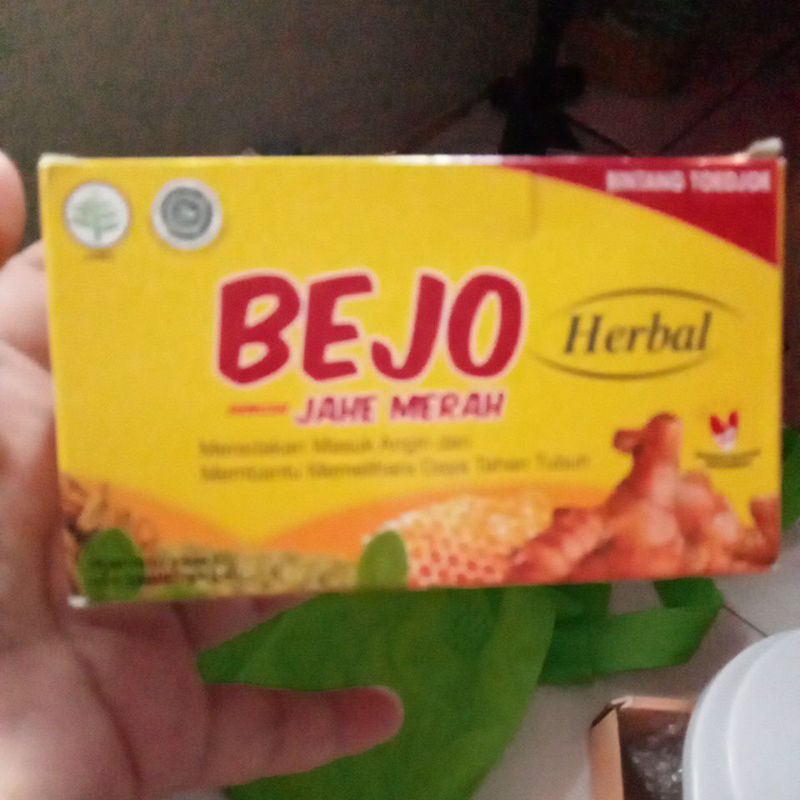 BINTANG TOEDJOE
BEJO
Herbal
JAHE MERAH
Meredakan Masuk Angin dan
Membantu Memelihara Daya Tahan Tubuh